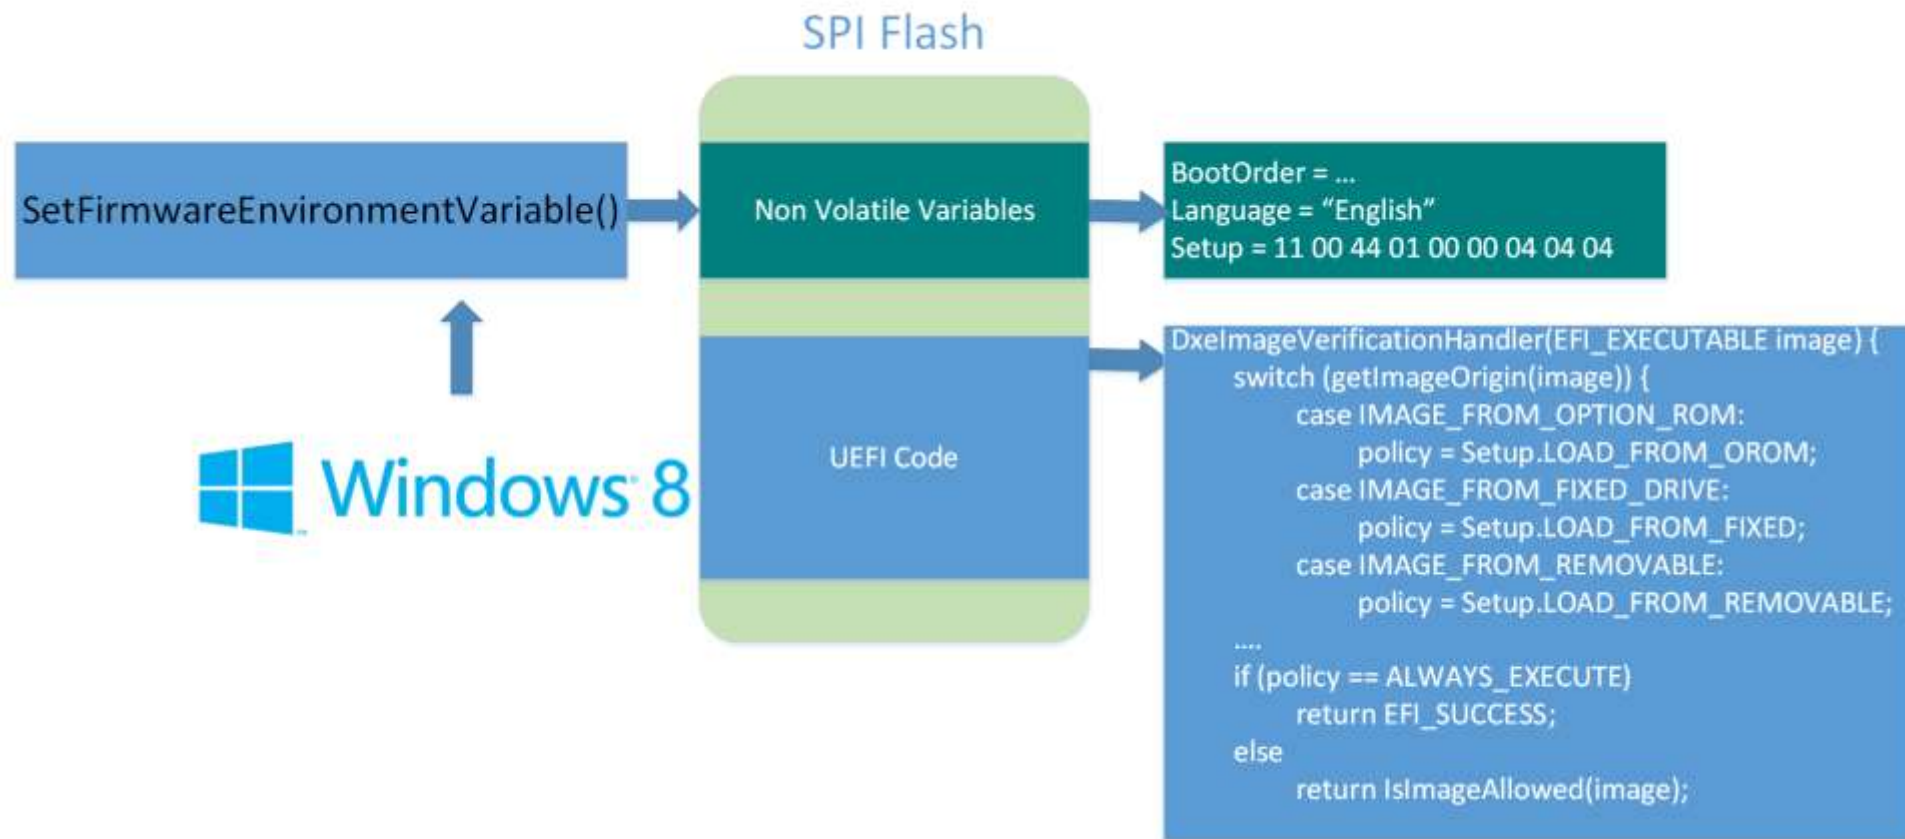 SPI Flash
SetFirmwareEnvironmentVariable()
Non Volatile Variables
BootOrder = ...
Language = “English”
Setup = 11 00 44 01 00 00 04 04 04
Windows 8
UEFI Code
DxeImageVerificationHandler(EFI_EXECUTABLE image) {
switch (getImageOrigin(image)) {
case IMAGE_FROM_OPTION_ROM:
policy = Setup.LOAD_FROM_OROM;
case IMAGE_FROM_FIXED_DRIVE:
policy = Setup.LOAD_FROM_FIXED;
case IMAGE_FROM_REMOVABLE:
policy = Setup.LOAD_FROM_REMOVABLE;
....
if (policy == ALWAYS_EXECUTE)
return EFI_SUCCESS;
else
return IsImageAllowed(image);